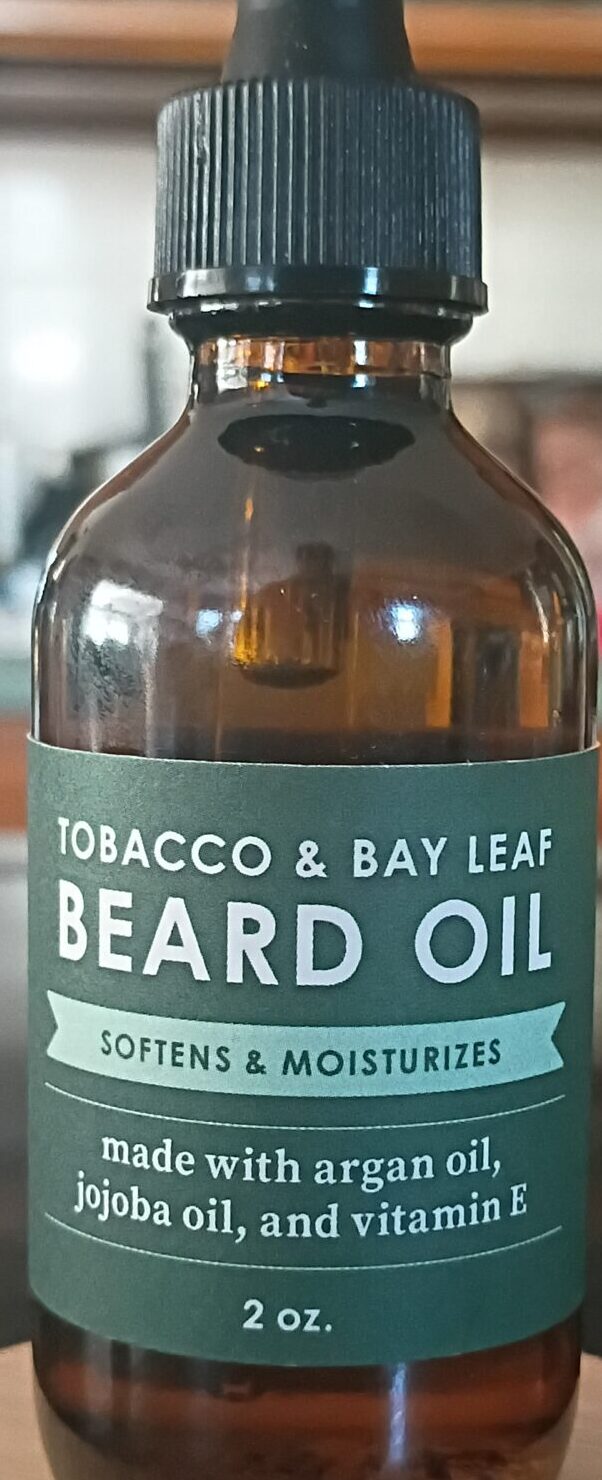 TOBACCO & BAY LEAF
BEARD OIL
SOFTENS & MOISTURIZES
made with argan oil,
jojoba oil, and vitamin E
2 oz.